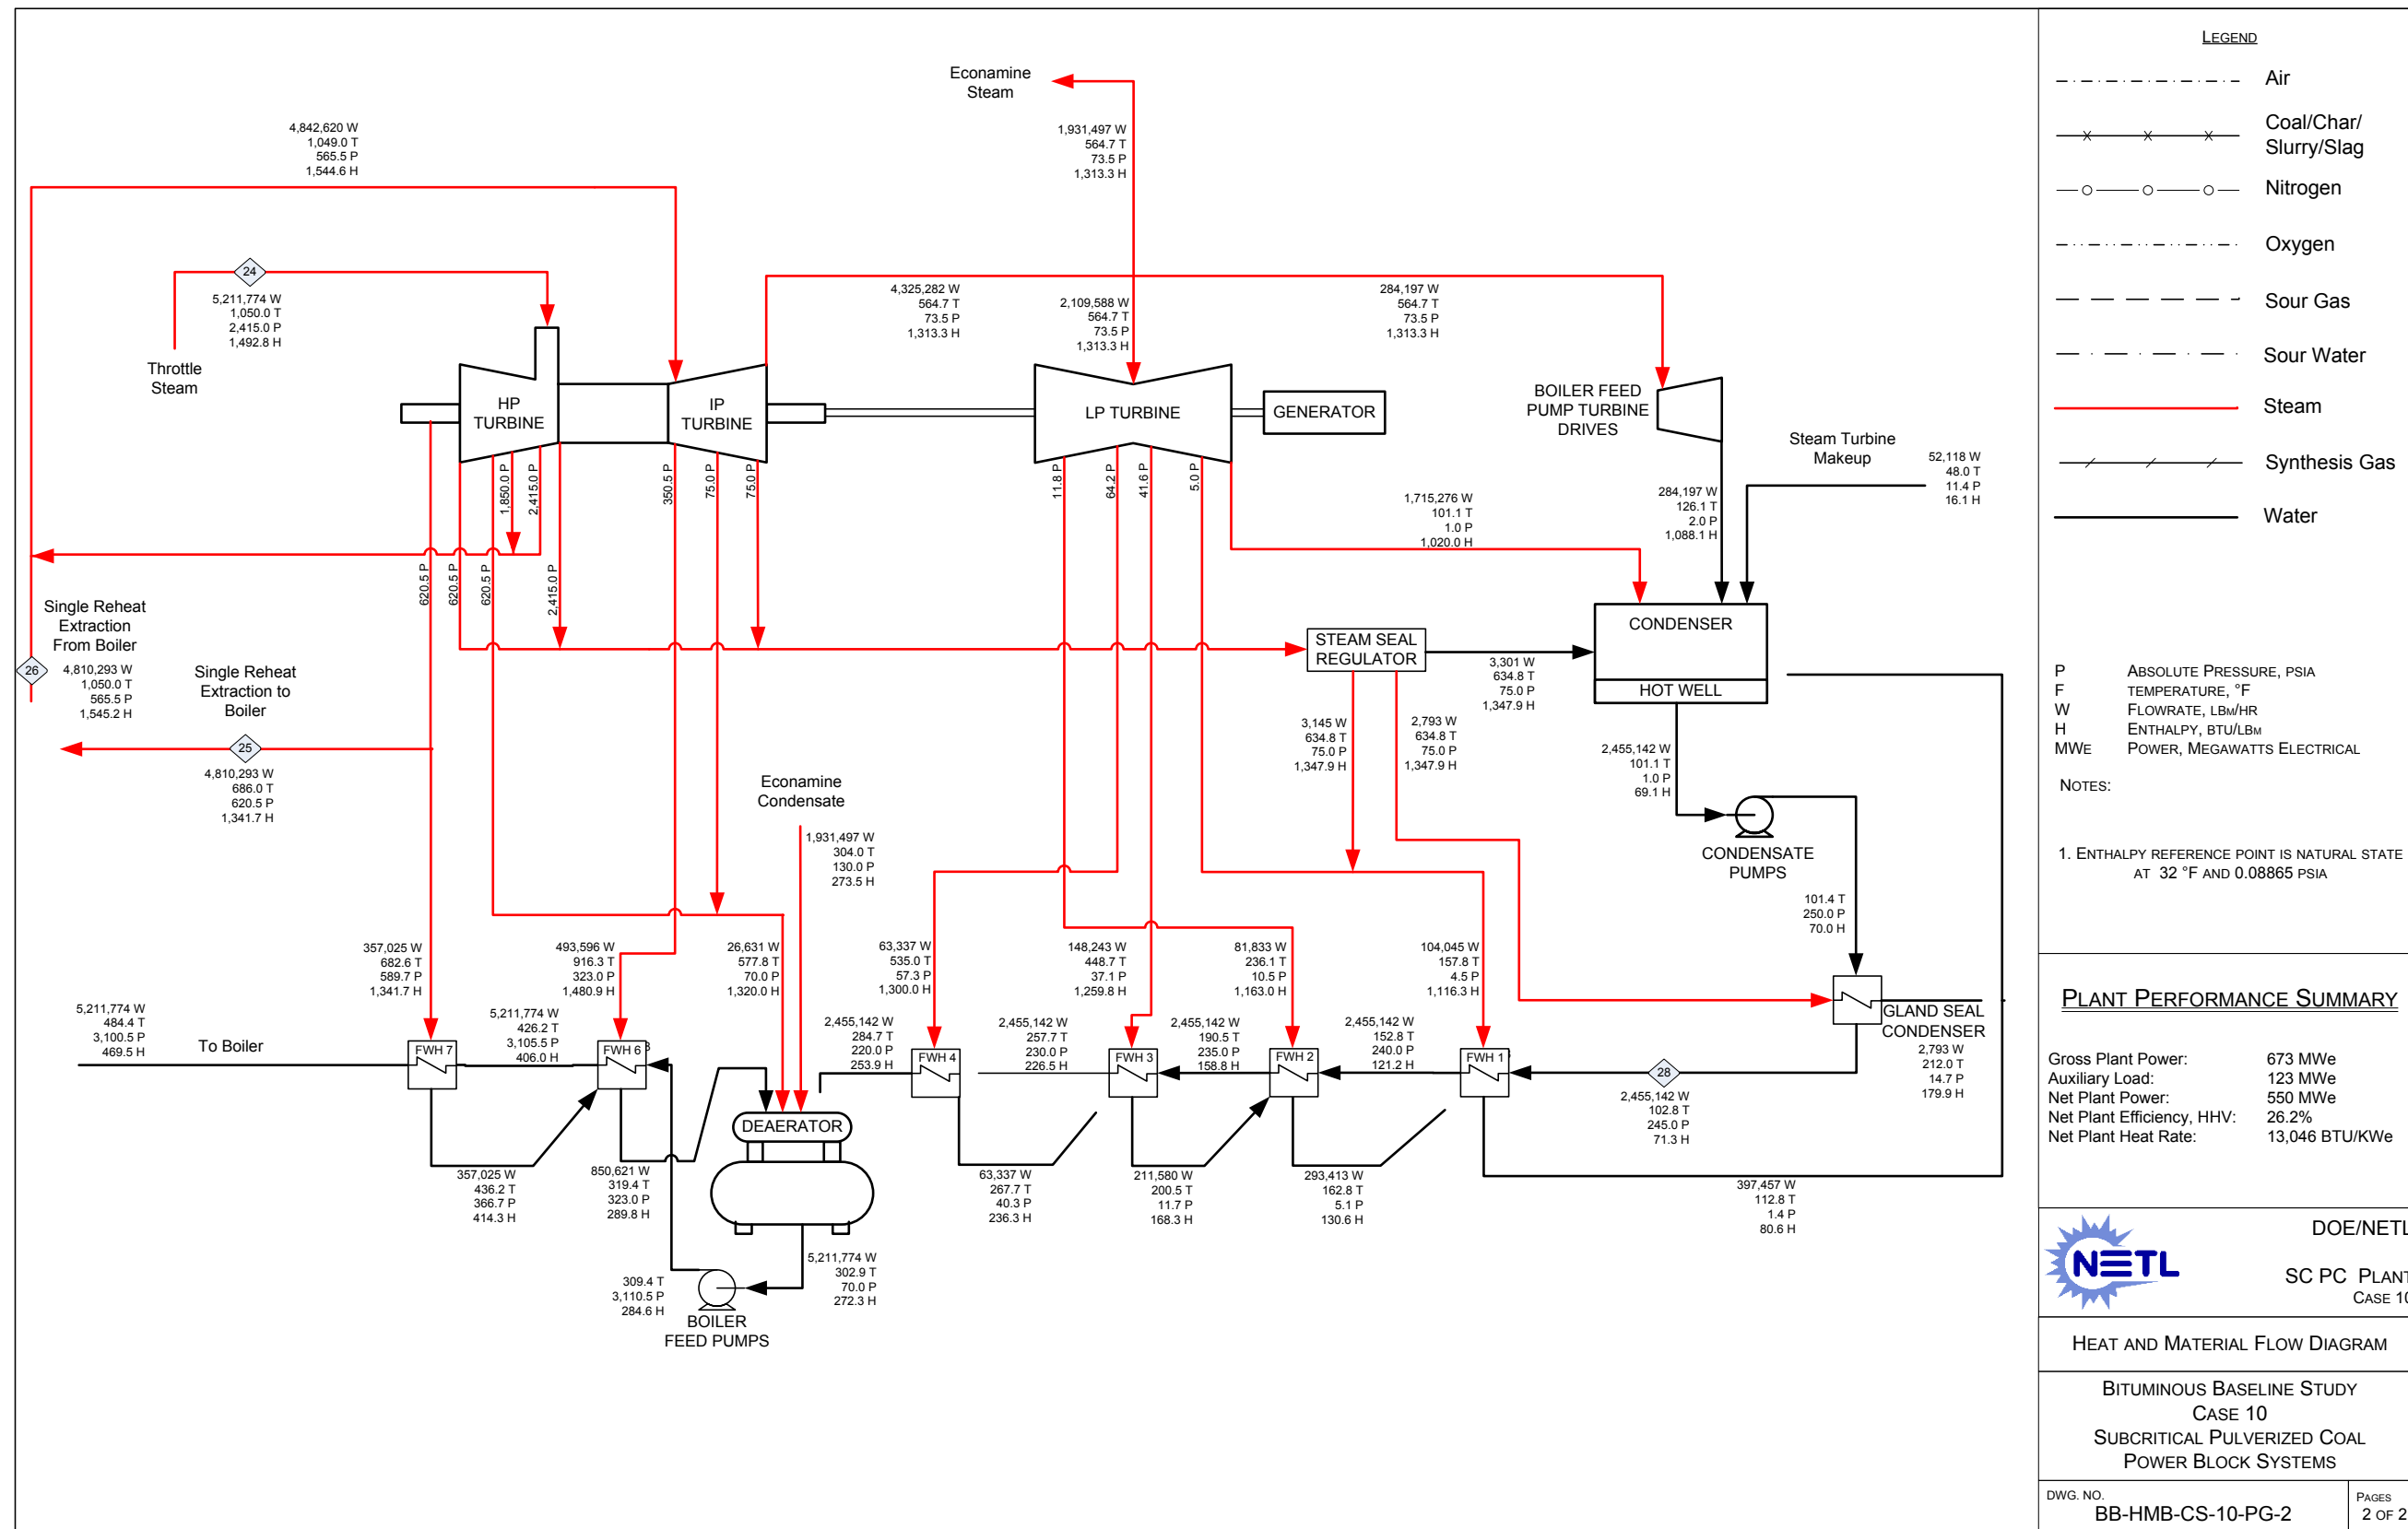 Econamine
Steam
4,842,620 W
1,049.0 T
565.5 P
1,544.6 H
1,931,497 W
564.7 T
73.5 P
1,313.3 H
24
5,211,774 W
1,050.0 T
2,415.0 P
1,492.8 H
Throttle
Steam
4,325,282 W
564.7 T
73.5 P
1,313.3 H
2,109,588 W
564.7 T
73.5 P
1,313.3 H
284,197 W
564.7 T
73.5 P
1,313.3 H
HP
TURBINE
IP
TURBINE
LP TURBINE
GENERATOR
BOILER FEED
PUMP TURBINE
DRIVES
Steam Turbine
Makeup
52,118 W
48.0 T
11.4 P
16.1 H
1,850.0 P
2,415.0 P
350.5 P
75.0 P
75.0 P
11.8 P
64.2 P
41.6 P
5.0 P
1,715,276 W
101.1 T
1.0 P
1,020.0 H
284,197 W
126.1 T
2.0 P
1,088.1 H
620.5 P
620.5 P
620.5 P
2,415.0 P
Single Reheat
Extraction
From Boiler
26
4,810,293 W
1,050.0 T
565.5 P
1,545.2 H
Single Reheat
Extraction to
Boiler
25
4,810,293 W
686.0 T
620.5 P
1,341.7 H
STEAM SEAL
REGULATOR
3,301 W
634.8 T
75.0 P
1,347.9 H
CONDENSER
HOT WELL
3,145 W
634.8 T
75.0 P
1,347.9 H
2,793 W
634.8 T
75.0 P
1,347.9 H
2,455,142 W
101.1 T
1.0 P
69.1 H
CONDENSATE
PUMPS
Econamine
Condensate
1,931,497 W
304.0 T
130.0 P
273.5 H
101.4 T
250.0 P
70.0 H
357,025 W
682.6 T
589.7 P
1,341.7 H
493,596 W
916.3 T
323.0 P
1,480.9 H
26,631 W
577.8 T
70.0 P
1,320.0 H
63,337 W
535.0 T
57.3 P
1,300.0 H
148,243 W
448.7 T
37.1 P
1,259.8 H
81,833 W
236.1 T
10.5 P
1,163.0 H
104,045 W
157.8 T
4.5 P
1,116.3 H
5,211,774 W
484.4 T
3,100.5 P
469.5 H
To Boiler
FWH 7
5,211,774 W
426.2 T
3,105.5 P
406.0 H
FWH 6
2,455,142 W
284.7 T
220.0 P
253.9 H
FWH 4
2,455,142 W
257.7 T
230.0 P
226.5 H
FWH 3
2,455,142 W
190.5 T
235.0 P
158.8 H
FWH 2
2,455,142 W
152.8 T
240.0 P
121.2 H
FWH 1
28
2,455,142 W
102.8 T
245.0 P
71.3 H
GLAND SEAL
CONDENSER
2,793 W
212.0 T
14.7 P
179.9 H
DEAERATOR
357,025 W
436.2 T
366.7 P
414.3 H
850,621 W
319.4 T
323.0 P
289.8 H
63,337 W
267.7 T
40.3 P
236.3 H
211,580 W
200.5 T
11.7 P
168.3 H
293,413 W
162.8 T
5.1 P
130.6 H
397,457 W
112.8 T
1.4 P
80.6 H
5,211,774 W
302.9 T
70.0 P
272.3 H
309.4 T
3,110.5 P
284.6 H
BOILER
FEED PUMPS
LEGEND
Air
Coal/Char/
Slurry/Slag
Nitrogen
Oxygen
Sour Gas
Sour Water
Steam
Synthesis Gas
Water
P ABSOLUTE PRESSURE, PSIA
F TEMPERATURE, °F
W FLOWRATE, LBM/HR
H ENTHALPY, BTU/LBM
MWE POWER, MEGAWATTS ELECTRICAL
NOTES:
1. ENTHALPY REFERENCE POINT IS NATURAL STATE
AT 32 °F AND 0.08865 PSIA
PLANT PERFORMANCE SUMMARY
Gross Plant Power: 673 MWe
Auxiliary Load: 123 MWe
Net Plant Power: 550 MWe
Net Plant Efficiency, HHV: 26.2%
Net Plant Heat Rate: 13,046 BTU/KWe
NETL
DOE/NETL
SC PC PLANT
CASE 10
HEAT AND MATERIAL FLOW DIAGRAM
BITUMINOUS BASELINE STUDY
CASE 10
SUBCRITICAL PULVERIZED COAL
POWER BLOCK SYSTEMS
DWG. NO.
BB-HMB-CS-10-PG-2
PAGES
2 OF 2